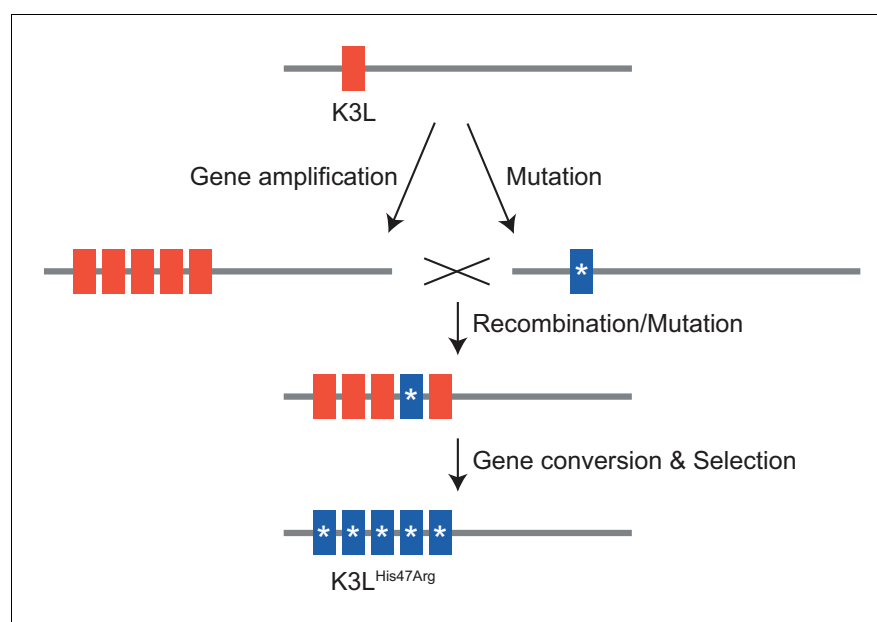 K3L
Gene amplification
Mutation
*
Recombination/Mutation
*
Gene conversion & Selection
* * * * *
K3LHis47Arg